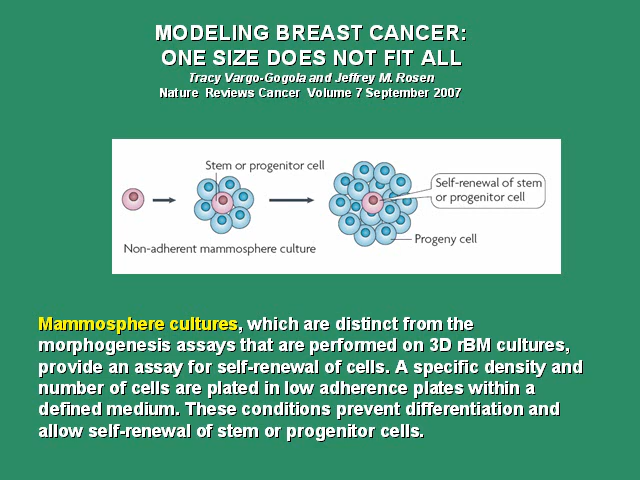 MODELING BREAST CANCER:
ONE SIZE DOES NOT FIT ALL
Tracy Vargo-Gogola and Jeffrey M. Rosen
Nature Reviews Cancer Volume 7 September 2007
Stem or progenitor cell
Self-renewal of stem
or progenitor cell
Progeny cell
Non-adherent mammosphere culture
Mammosphere cultures, which are distinct from the
morphogenesis assays that are performed on 3D rBM cultures,
provide an assay for self-renewal of cells. A specific density and
number of cells are plated in low adherence plates within a
defined medium. These conditions prevent differentiation and
allow self-renewal of stem or progenitor cells.